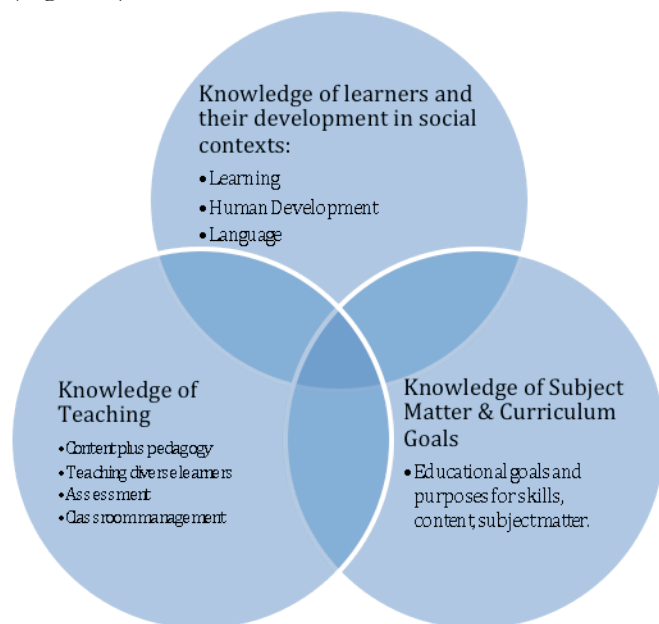 Knowledge of learners and
their development in social
contexts:
• Learning
• Human Development
• Language
Knowledge of
Teaching
• Content plus pedagogy
• Teaching diverse learners
• Assessment
• Classroom management
Knowledge of Subject
Matter & Curriculum
Goals
• Educational goals and
purposes for skills,
content, subject matter.